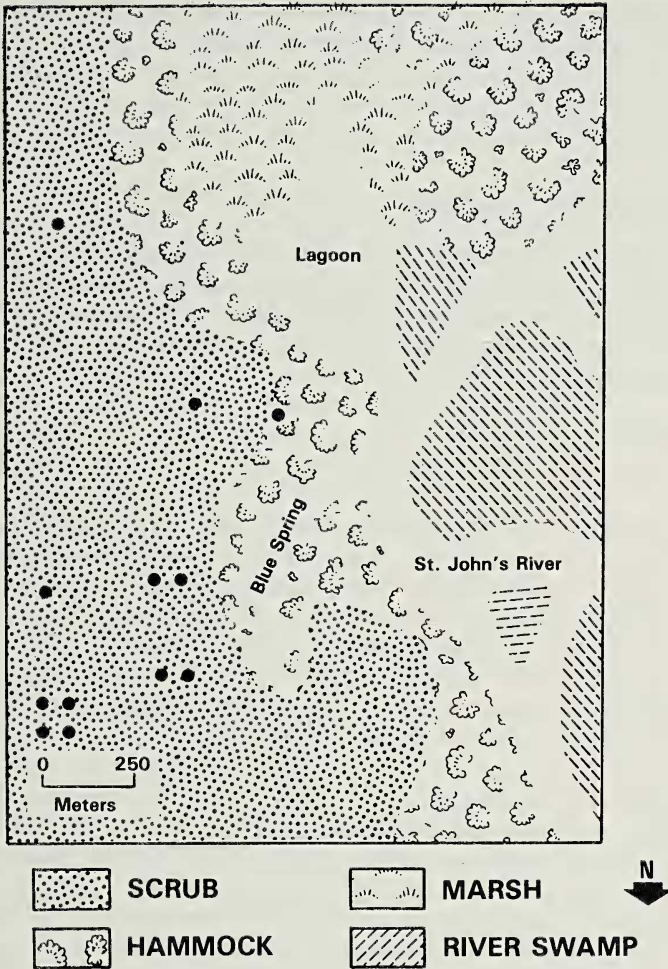 Lagoon
Blue Spring
St. John's River
0 250
Meters
SCRUB
MARSH
N
HAMMOCK
RIVER SWAMP